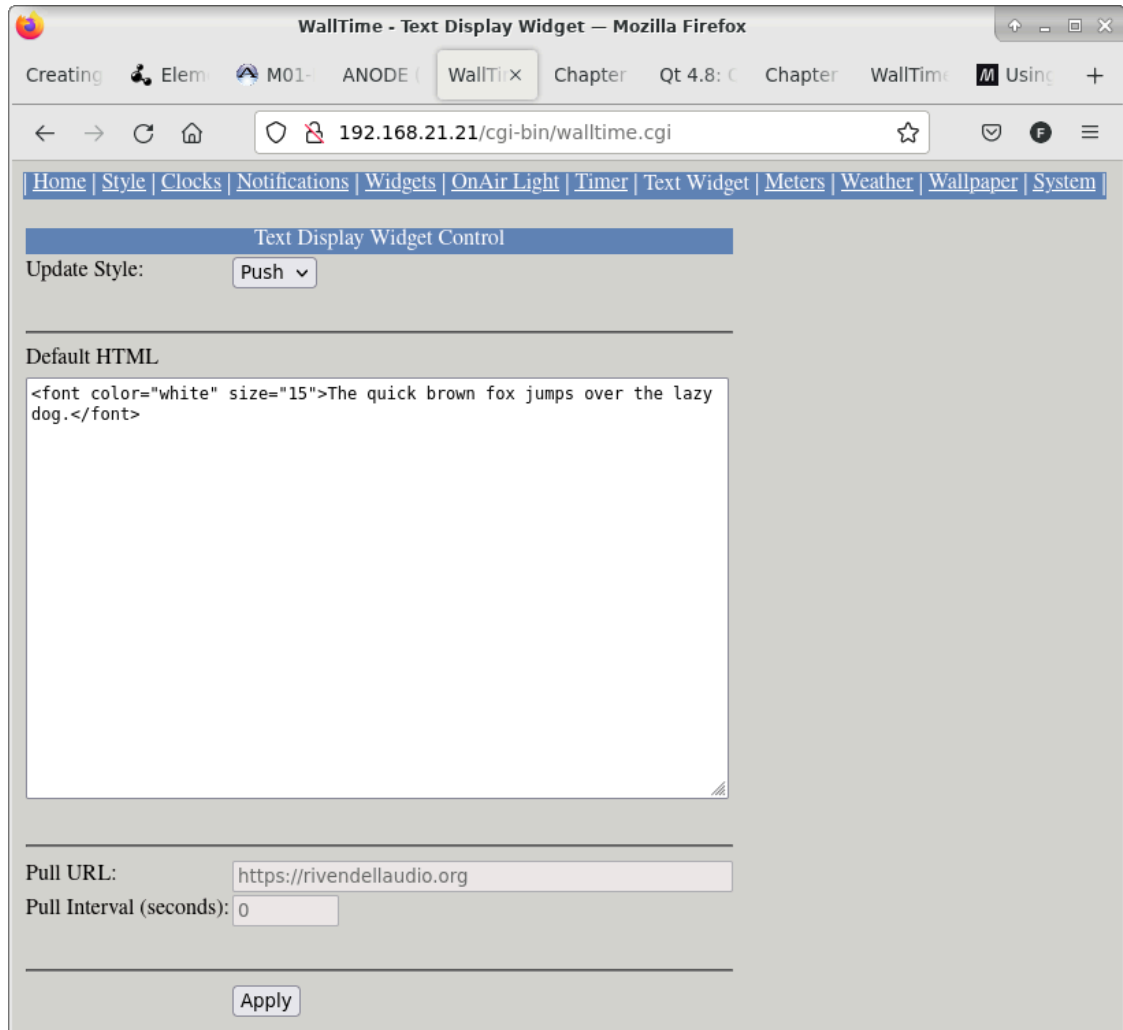 WallTime - Text Display Widget — Mozilla Firefox
Creating Elem M01- ANODE ( WallTi Chapter Qt 4.8: Chapter WallTime Using
192.168.21.21/cgi-bin/walltime.cgi
| Home | Style | Clocks | Notifications | Widgets | OnAir Light | Timer | Text Widget | Meters | Weather | Wallpaper | System |
Text Display Widget Control
Update Style: Push
Default HTML
<font color="white" size="15">The quick brown fox jumps over the lazy
dog.</font>
Pull URL: https://rivendellaudio.org
Pull Interval (seconds): 0
Apply